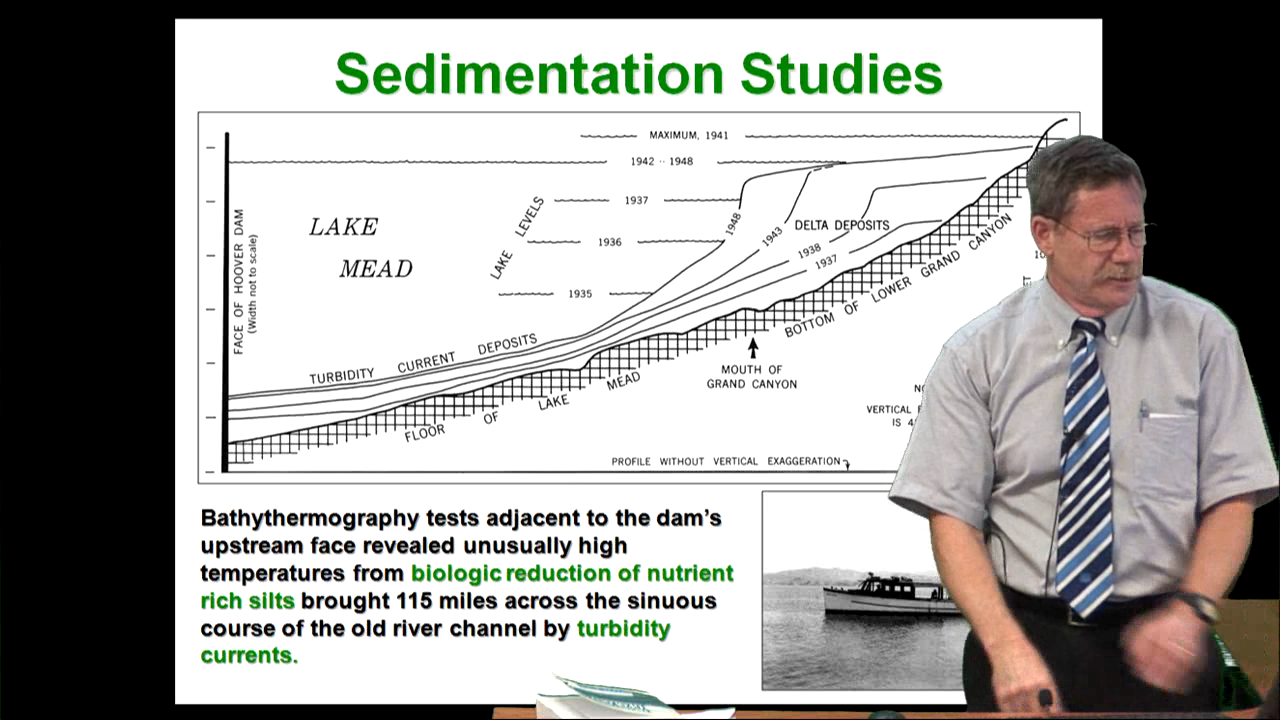 Sedimentation Studies
MAXIMUM, 1941
1942 -- 1948
1937
LAKE LEVELS
1936
1935
LAKE
MEAD
FACE OF HOOVER DAM
(Width not to scale)
1948
1943
DELTA DEPOSITS
1938
1937
TURBIDITY CURRENT DEPOSITS
FLOOR OF LAKE MEAD
MOUTH OF
GRAND CANYON
BOTTOM OF LOWER GRAND CANYON
VERTICAL
IS
PROFILE WITHOUT VERTICAL EXAGGERATION
Bathythermography tests adjacent to the dam's
upstream face revealed unusually high
temperatures from biologic reduction of nutrient
rich silts brought 115 miles across the sinuous
course of the old river channel by turbidity
currents.